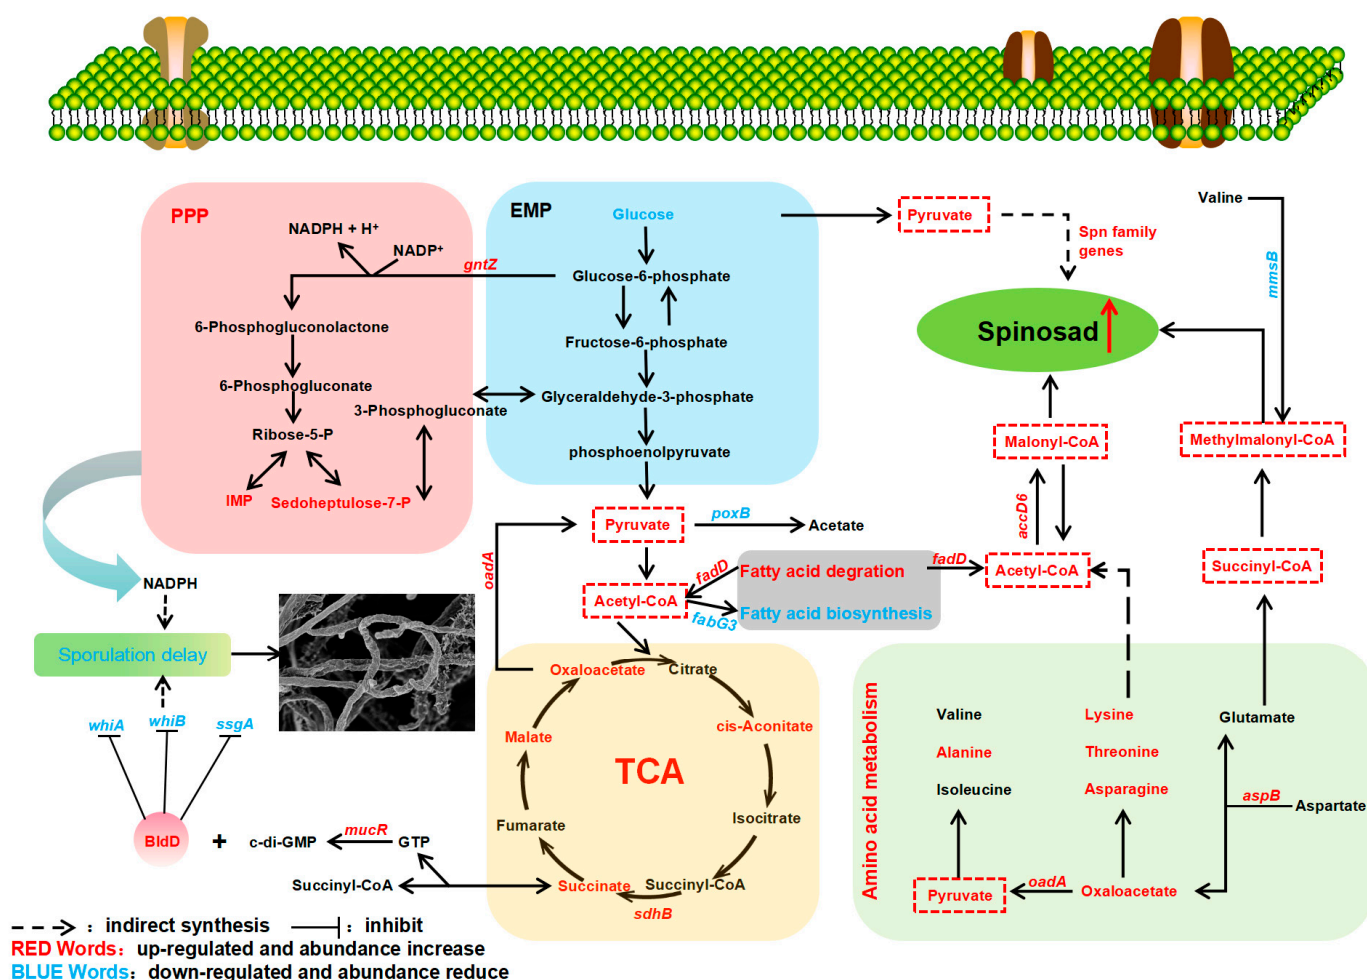 PPP
NADPH + H⁺
NADP⁺
gntZ
6-Phosphogluconolactone
6-Phosphogluconate
3-Phosphogluconate
Ribose-5-P
IMP
Sedoheptulose-7-P
EMP
Glucose
Glucose-6-phosphate
Fructose-6-phosphate
Glyceraldehyde-3-phosphate
phosphoenolpyruvate
Pyruvate
Spn family
genes
Valine
mmsB
Spinosad
Malonyl-CoA
Methylmalonyl-CoA
accD6
Pyruvate
poxB
Acetate
oadA
fadD
Fatty acid degration
fadD
Acetyl-CoA
Succinyl-CoA
Acetyl-CoA
fabG3
Fatty acid biosynthesis
NADPH
Sporulation delay
whiA
whiB
ssgA
BldD
+
c-di-GMP
mucR
GTP
Succinyl-CoA
Oxaloacetate
Citrate
cis-Aconitate
Malate
TCA
Isocitrate
Fumarate
Succinate
Succinyl-CoA
sdhB
Amino acid metabolism
Valine
Alanine
Isoleucine
Lysine
Threonine
Asparagine
Glutamate
aspB
Aspartate
Pyruvate
oadA
Oxaloacetate
: indirect synthesis
: inhibit
RED Words: up-regulated and abundance increase
BLUE Words: down-regulated and abundance reduce